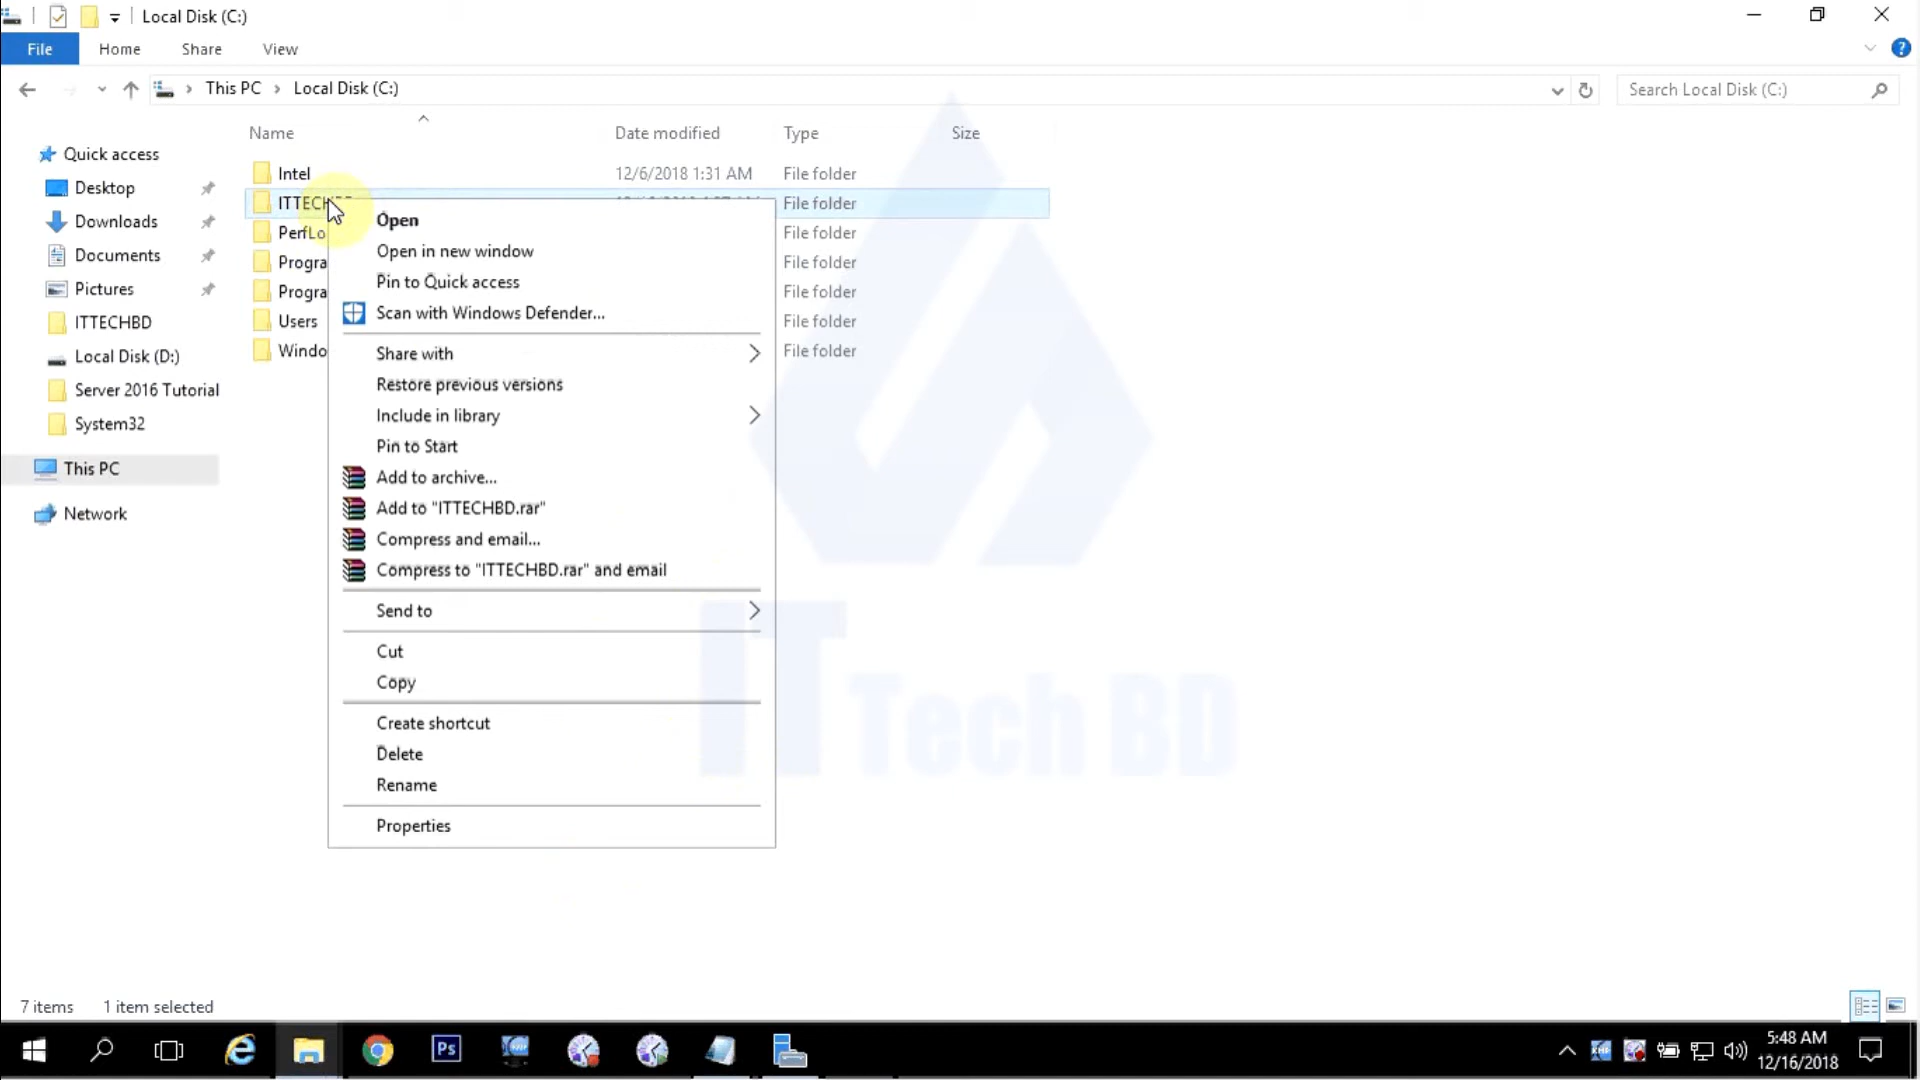 Local Disk (C:)
File Home Share View
This PC Local Disk (C:)
Search Local Disk (C:)
Name Date modified Type Size
Quick access
Desktop
Downloads
Documents
Pictures
ITTECHBD
Local Disk (D:)
Server 2016 Tutorial
System32
This PC
Network
Intel 12/6/2018 1:31 AM File folder
File folder
PerfLo File folder
Progra File folder
Progra File folder
Users File folder
Windo File folder
Open
Open in new window
Pin to Quick access
Scan with Windows Defender...
Share with
Restore previous versions
Include in library
Pin to Start
Add to archive...
Add to "ITTECHBD.rar"
Compress and email...
Compress to "ITTECHBD.rar" and email
Send to
Cut
Copy
Create shortcut
Delete
Rename
Properties
IT Tech BD
7 items 1 item selected
Ps
5:48 AM
12/16/2018